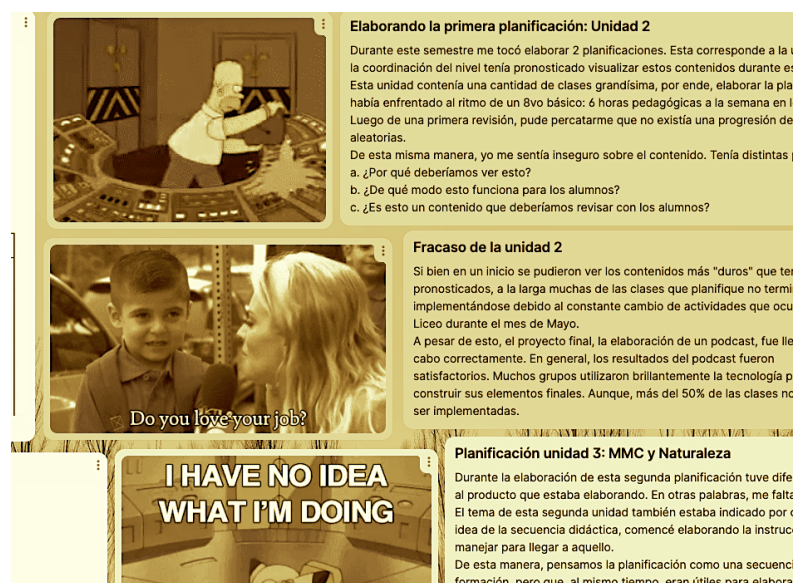 Elaborando la primera planificación: Unidad 2
Durante este semestre me tocó elaborar 2 planificaciones. Esta corresponde a la
la coordinación del nivel tenía pronosticado visualizar estos contenidos durante
Esta unidad contenía una cantidad de clases grandísima, por ende, elaborar la
había enfrentado al ritmo de un 8vo básico: 6 horas pedagógicas a la semana en
Luego de una primera revisión, pude percatarme que no existía una progresión de
aleatorias.
De esta misma manera, yo me sentía inseguro sobre el contenido. Tenía distintas
a. ¿Por qué deberíamos ver esto?
b. ¿De qué modo esto funciona para los alumnos?
c. ¿Es esto un contenido que deberíamos revisar con los alumnos?
Do you love your job?
Fracaso de la unidad 2
Si bien en un inicio se pudieron ver los contenidos más "duros" que
pronosticados, a la larga muchas de las clases que planifique no
implementándose debido al constante cambio de actividades que
Liceo durante el mes de Mayo.
A pesar de esto, el proyecto final, la elaboración de un podcast, fue
cabo correctamente. En general, los resultados del podcast fueron
satisfactorios. Muchos grupos utilizaron brillantemente la tecnología
construir sus elementos finales. Aunque, más del 50% de las clases
ser implementadas.
I HAVE NO IDEA
WHAT I'M DOING
Planificación unidad 3: MMC y Naturaleza
Durante la elaboración de esta segunda planificación tuve
al producto que estaba elaborando. En otras palabras, me
El tema de esta segunda unidad también estaba indicado por
idea de la secuencia didáctica, comencé elaborando la
manejar para llegar a aquello.
De esta manera, pensamos la planificación como una
formación, pero que, al mismo tiempo, eran útiles para